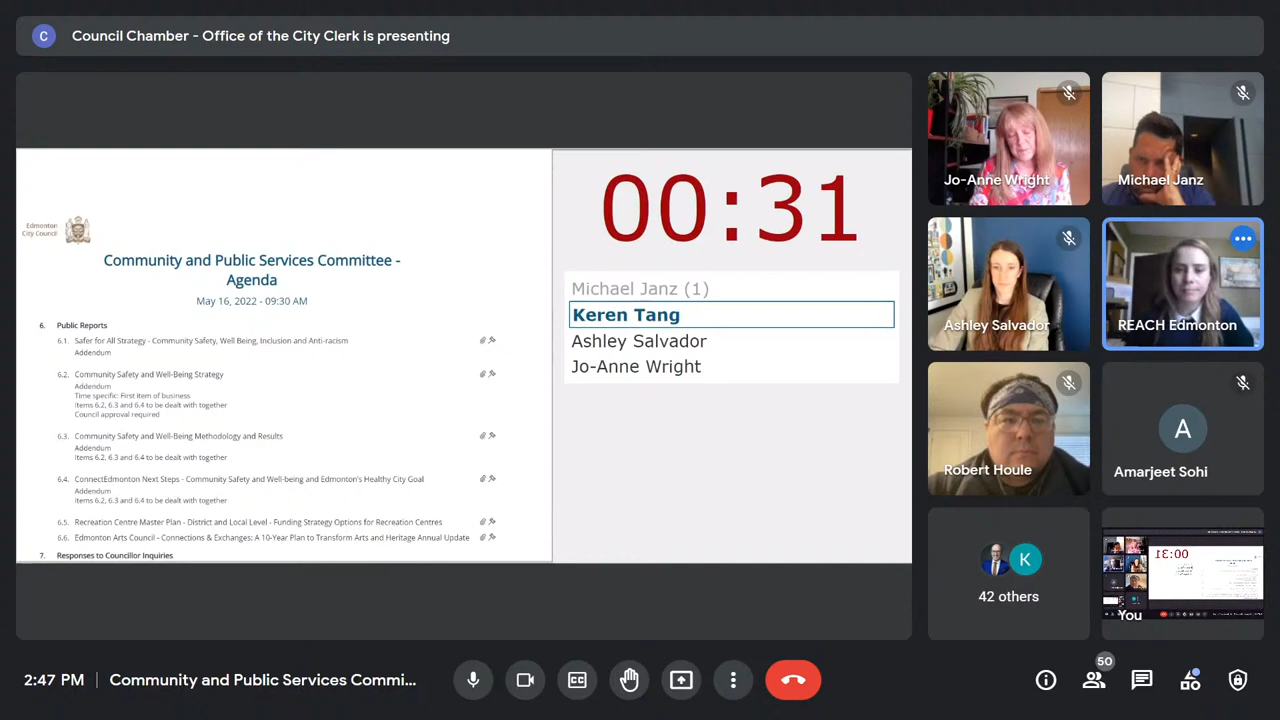 C
Council Chamber - Office of the City Clerk is presenting
Edmonton
City Council
Community and Public Services Committee -
Agenda
May 16, 2022 - 09:30 AM
6. Public Reports
6.1. Safer for All Strategy - Community Safety, Well Being, Inclusion and Anti-racism
Addendum
6.2. Community Safety and Well-Being Strategy
Addendum
Time specific: First item of business
Items 6.2, 6.3 and 6.4 to be dealt with together
Council approval required
6.3. Community Safety and Well-Being Methodology and Results
Addendum
Items 6.2, 6.3 and 6.4 to be dealt with together
6.4. ConnectEdmonton Next Steps - Community Safety and Well-being and Edmonton's Healthy City Goal
Addendum
Items 6.2, 6.3 and 6.4 to be dealt with together
6.5. Recreation Centre Master Plan - District and Local Level - Funding Strategy Options for Recreation Centres
6.6. Edmonton Arts Council - Connections & Exchanges: A 10-Year Plan to Transform Arts and Heritage Annual Update
7. Responses to Councillor Inquiries
00:31
Michael Janz (1)
Keren Tang
Ashley Salvador
Jo-Anne Wright
Jo-Anne Wright
Michael Janz
Ashley Salvador
REACH Edmonton
Robert Houle
A
Amarjeet Sohi
K
42 others
00:31
You
2:47 PM
Community and Public Services Commi...
50